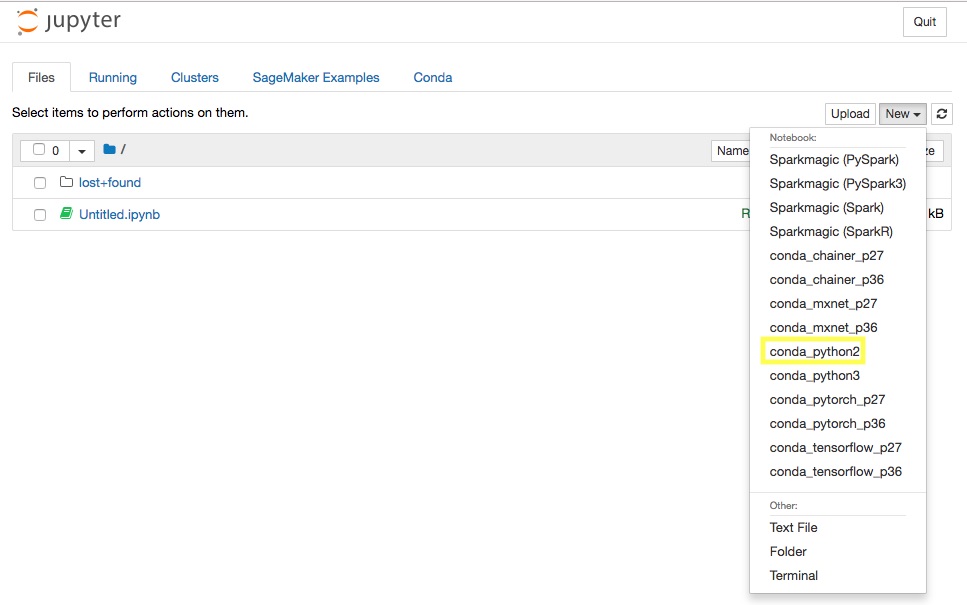 jupyter
Quit
Files Running Clusters SageMaker Examples Conda
Select items to perform actions on them.
Upload New
0 / Name ze
lost+found
Untitled.ipynb R kB
Notebook:
Sparkmagic (PySpark)
Sparkmagic (PySpark3)
Sparkmagic (Spark)
Sparkmagic (SparkR)
conda_chainer_p27
conda_chainer_p36
conda_mxnet_p27
conda_mxnet_p36
conda_python2
conda_python3
conda_pytorch_p27
conda_pytorch_p36
conda_tensorflow_p27
conda_tensorflow_p36
Other:
Text File
Folder
Terminal